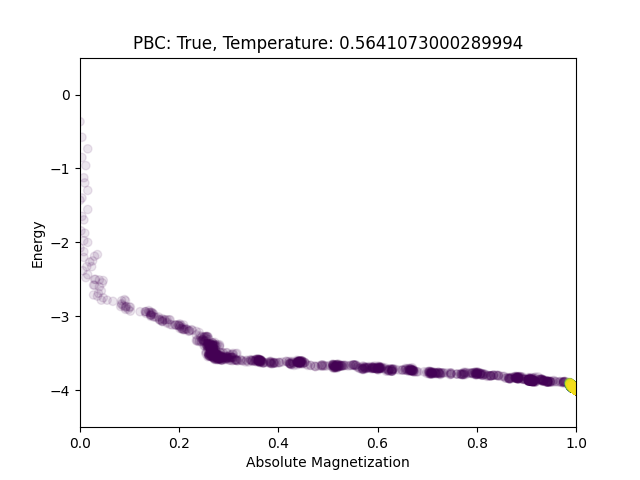 PBC: True, Temperature: 0.5641073000289994
0
−1
−2
−3
−4
Energy
0.0 0.2 0.4 0.6 0.8 1.0
Absolute Magnetization